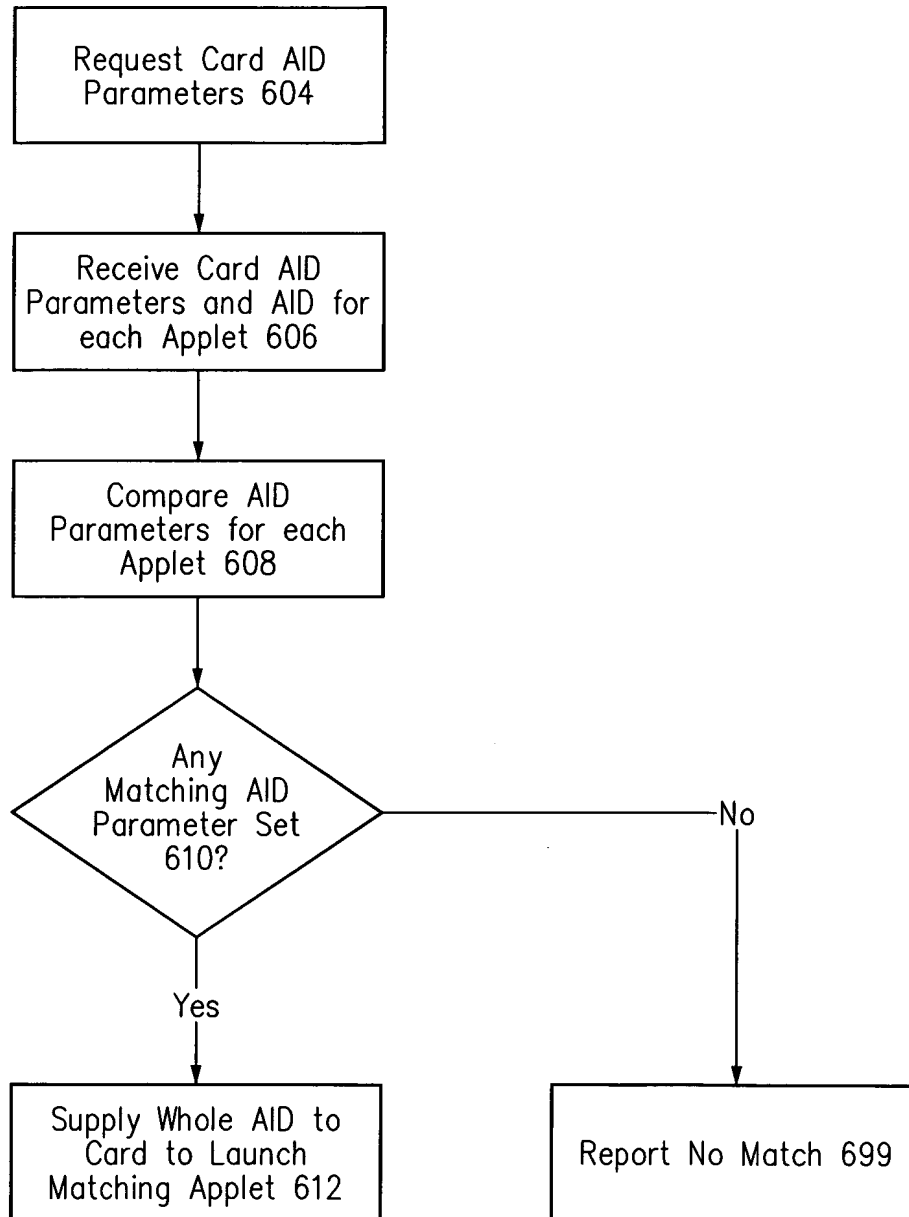 Request Card AID
Parameters 604
Receive Card AID
Parameters and AID for
each Applet 606
Compare AID
Parameters for each
Applet 608
Any
Matching AID
Parameter Set
610?
No
Yes
Supply Whole AID to
Card to Launch
Matching Applet 612
Report No Match 699